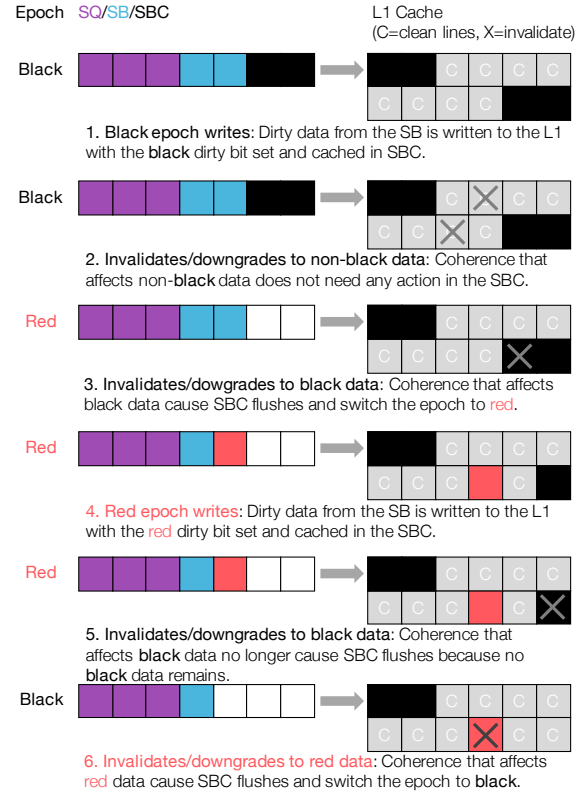 Epoch SQ/SB/SBC L1 Cache
(C=clean lines, X=invalidate)
Black
C C C C
C C C C
1. Black epoch writes: Dirty data from the SB is written to the L1
with the black dirty bit set and cached in SBC.
Black
C C C
C C C
2. Invalidates/downgrades to non-black data: Coherence that
affects non-black data does not need any action in the SBC.
Red
C C C C
C C C C
3. Invalidates/dowgrades to black data: Coherence that affects
black data cause SBC flushes and switch the epoch to red.
Red
C C C C
C C C C
4. Red epoch writes: Dirty data from the SB is written to the L1
with the red dirty bit set and cached in the SBC.
Red
C C C C
C C C C
5. Invalidates/downgrades to black data: Coherence that
affects black data no longer cause SBC flushes because no
black data remains.
Black
C C C C
C C C C C
6. Invalidates/downgrades to red data: Coherence that affects
red data cause SBC flushes and switch the epoch to black.